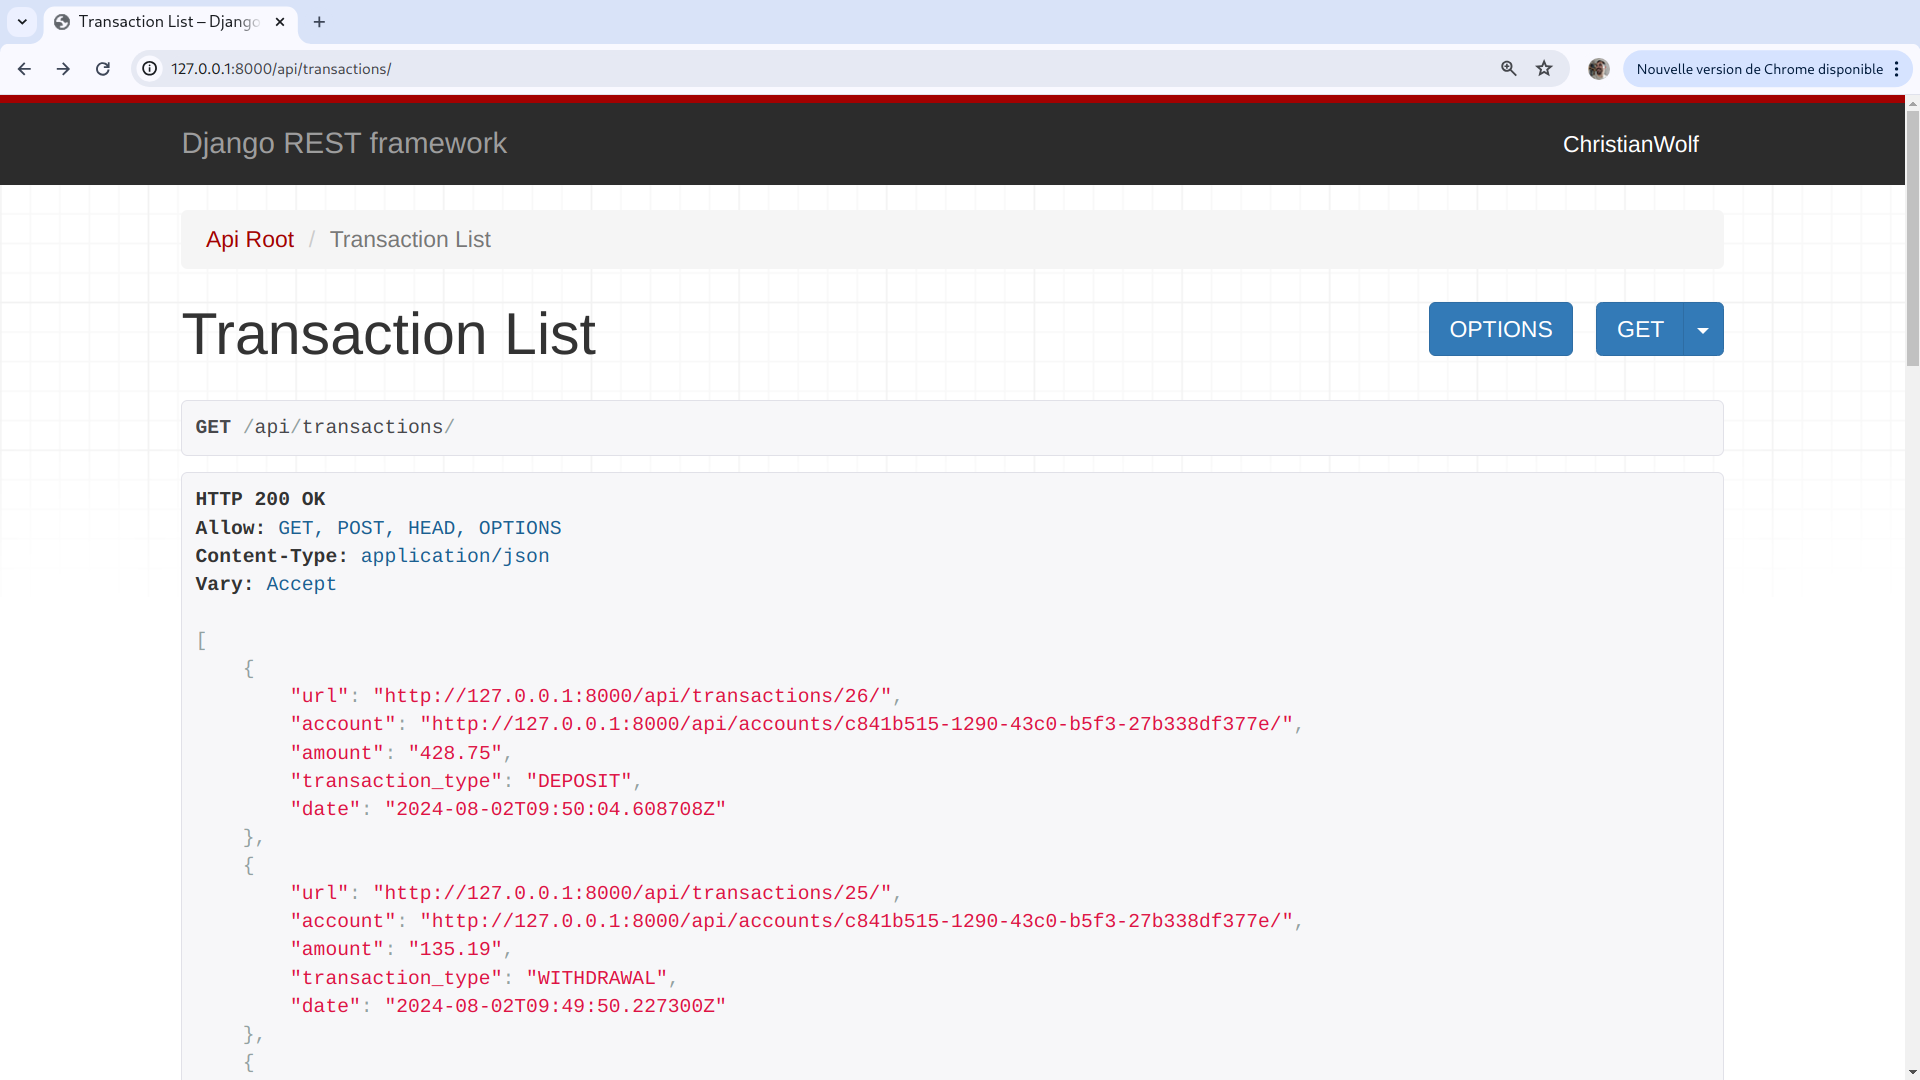 Transaction List – Django
127.0.0.1:8000/api/transactions/
Nouvelle version de Chrome disponible
Django REST framework
ChristianWolf
Api Root / Transaction List
Transaction List
OPTIONS
GET
GET /api/transactions/
HTTP 200 OK
Allow: GET, POST, HEAD, OPTIONS
Content-Type: application/json
Vary: Accept
[
    {
        "url": "http://127.0.0.1:8000/api/transactions/26/",
        "account": "http://127.0.0.1:8000/api/accounts/c841b515-1290-43c0-b5f3-27b338df377e/",
        "amount": "428.75",
        "transaction_type": "DEPOSIT",
        "date": "2024-08-02T09:50:04.608708Z"
    },
    {
        "url": "http://127.0.0.1:8000/api/transactions/25/",
        "account": "http://127.0.0.1:8000/api/accounts/c841b515-1290-43c0-b5f3-27b338df377e/",
        "amount": "135.19",
        "transaction_type": "WITHDRAWAL",
        "date": "2024-08-02T09:49:50.227300Z"
    },
    {